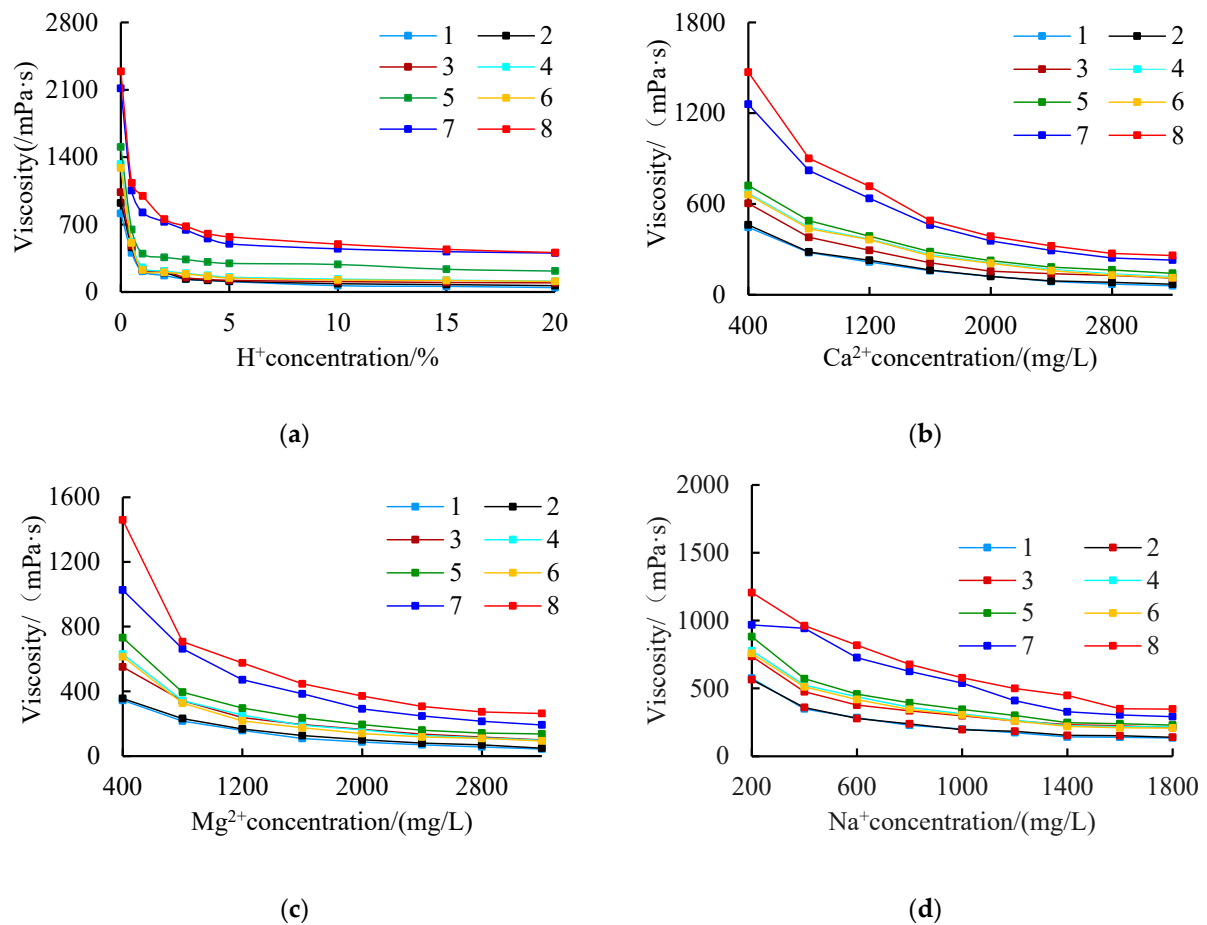 Viscosity(/mPa·s)
2800
2100
1400
700
0
0 5 10 15 20
H⁺concentration/%
1 2
3 4
5 6
7 8
(a)
Viscosity/（mPa·s)
1800
1200
600
0
400 1200 2000 2800
Ca²⁺concentration/(mg/L)
1 2
3 4
5 6
7 8
(b)
Viscosity/（mPa·s)
1600
1200
800
400
0
400 1200 2000 2800
Mg²⁺concentration/(mg/L)
1 2
3 4
5 6
7 8
(c)
Viscosity/（mPa·s)
2000
1500
1000
500
0
200 600 1000 1400 1800
Na⁺concentration/(mg/L)
1 2
3 4
5 6
7 8
(d)